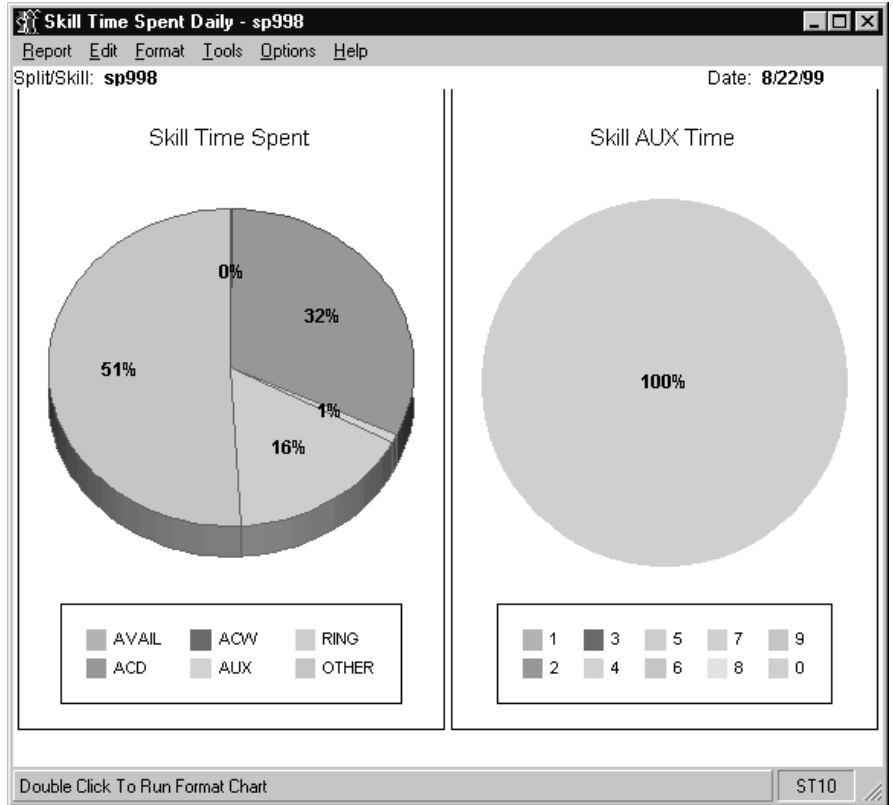 Skill Time Spent Daily - sp998
Report Edit Format Tools Options Help
Split/Skill: sp998 Date: 8/22/99
Skill Time Spent
0%
32%
51%
1%
16%
AVAIL ACW RING
ACD AUX OTHER
Skill AUX Time
100%
1 3 5 7 9
2 4 6 8 0
Double Click To Run Format Chart ST10